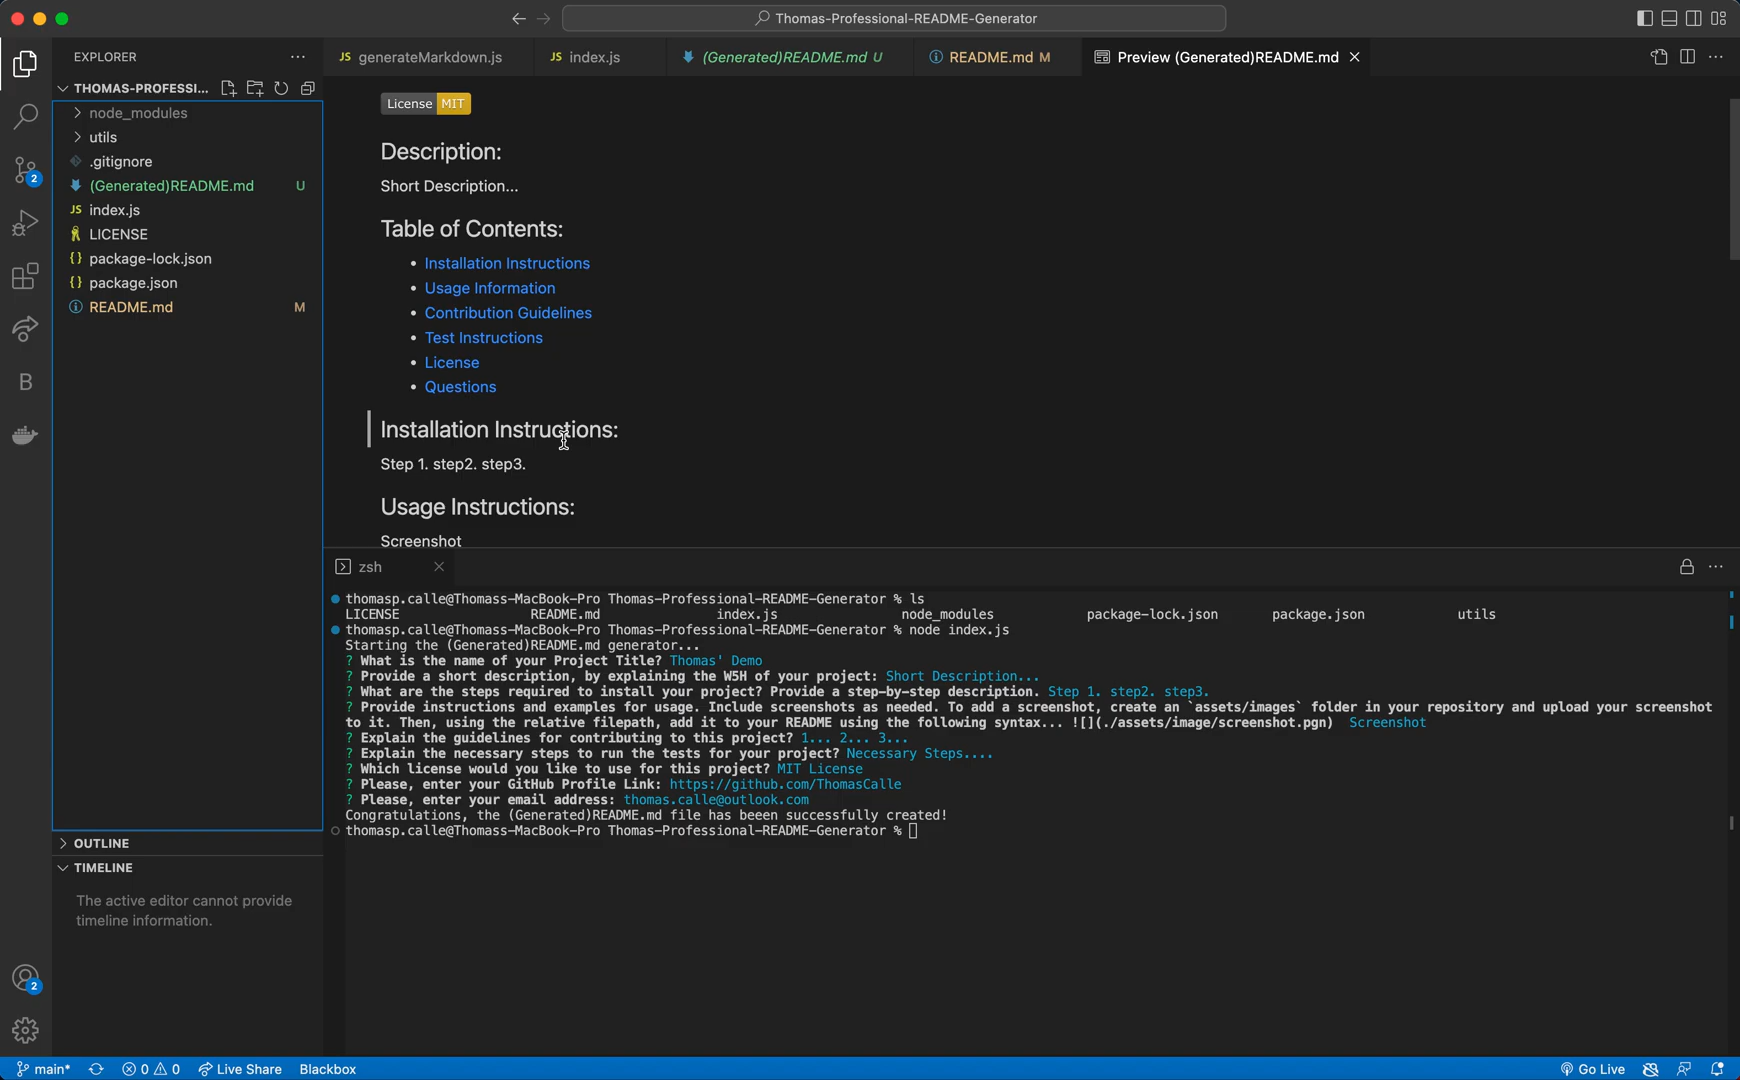 Thomas-Professional-README-Generator
EXPLORER
THOMAS-PROFESSI...
node_modules
utils
.gitignore
(Generated)README.md U
index.js
LICENSE
package-lock.json
package.json
README.md M
OUTLINE
TIMELINE
The active editor cannot provide
timeline information.
generateMarkdown.js
index.js
(Generated)README.md U
README.md M
Preview (Generated)README.md
License MIT
Description:
Short Description...
Table of Contents:
• Installation Instructions
• Usage Information
• Contribution Guidelines
• Test Instructions
• License
• Questions
Installation Instructions:
Step 1. step2. step3.
Usage Instructions:
Screenshot
zsh
thomasp.calle@Thomass-MacBook-Pro Thomas-Professional-README-Generator % ls
LICENSE README.md index.js node_modules package-lock.json package.json utils
thomasp.calle@Thomass-MacBook-Pro Thomas-Professional-README-Generator % node index.js
Starting the (Generated)README.md generator...
? What is the name of your Project Title? Thomas' Demo
? Provide a short description, by explaining the W5H of your project: Short Description...
? What are the steps required to install your project? Provide a step-by-step description. Step 1. step2. step3.
? Provide instructions and examples for usage. Include screenshots as needed. To add a screenshot, create an `assets/images` folder in your repository and upload your screenshot
to it. Then, using the relative filepath, add it to your README using the following syntax... ![](./assets/image/screenshot.pgn) Screenshot
? Explain the guidelines for contributing to this project? 1... 2... 3...
? Explain the necessary steps to run the tests for your project? Necessary Steps....
? Which license would you like to use for this project? MIT License
? Please, enter your GitHub Profile Link: https://github.com/ThomasCalle
? Please, enter your email address: thomas.calle@outlook.com
Congratulations, the (Generated)README.md file has beeen successfully created!
thomasp.calle@Thomass-MacBook-Pro Thomas-Professional-README-Generator %
2
B
2
main* 0 0 Live Share Blackbox Go Live